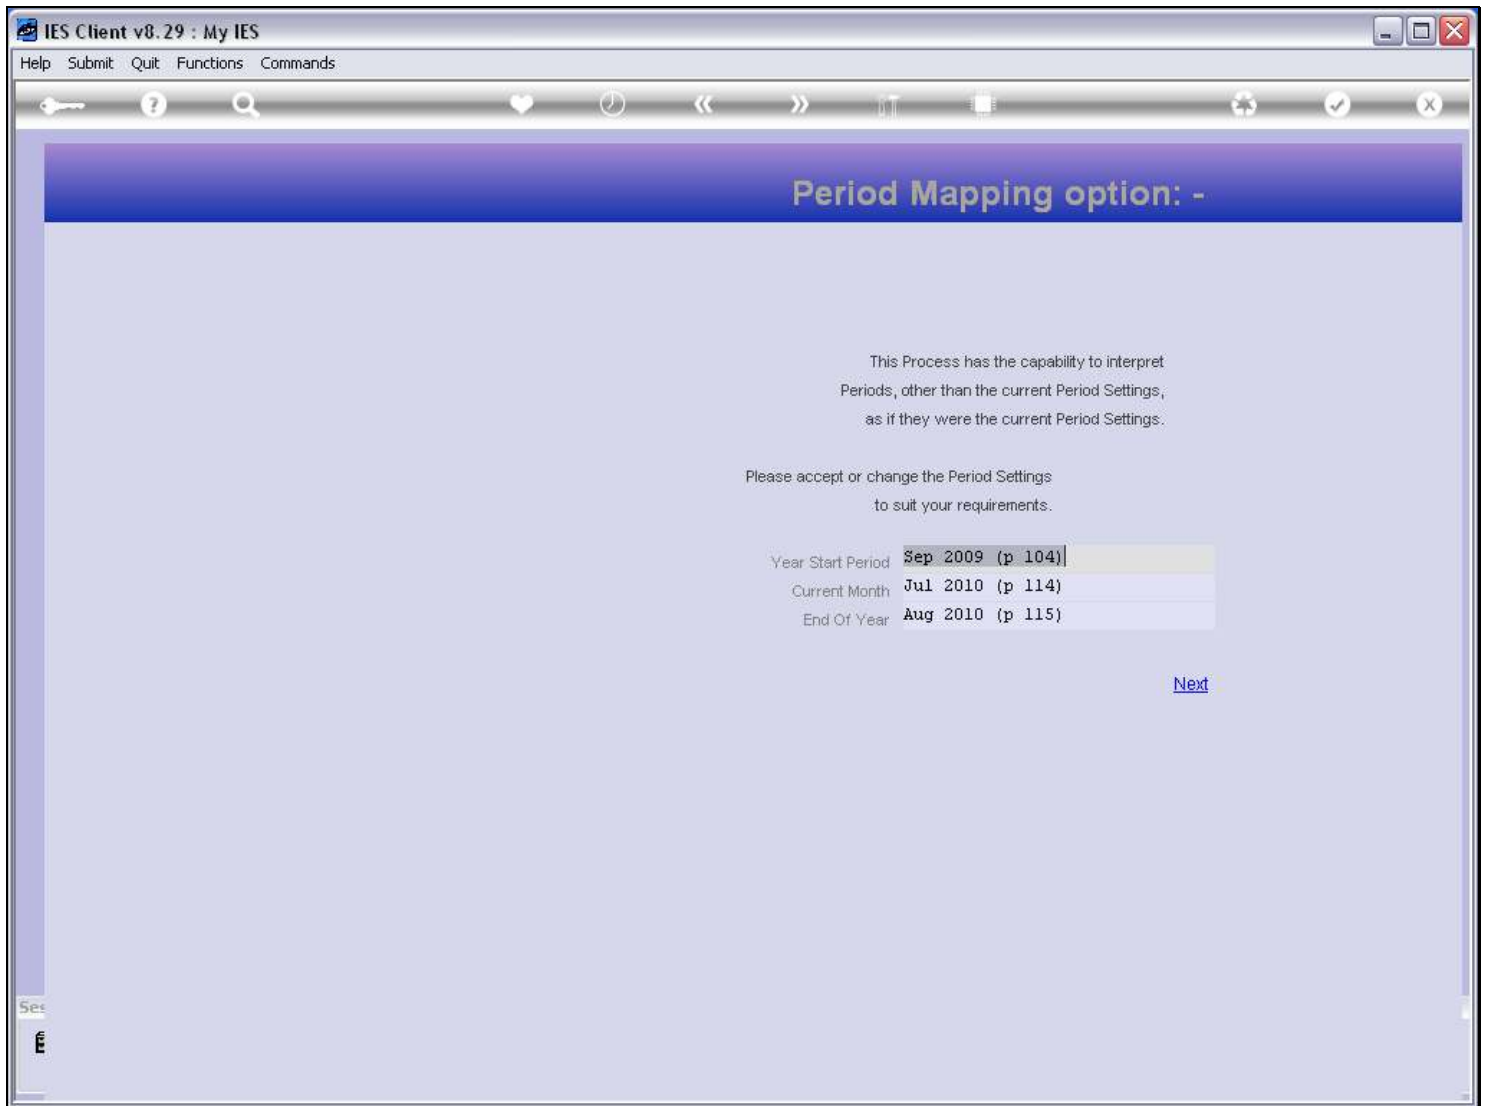 IES Client v8.29 : My IES
Help Submit Quit Functions Commands
Period Mapping option: -
This Process has the capability to interpret
Periods, other than the current Period Settings,
as if they were the current Period Settings.
Please accept or change the Period Settings
to suit your requirements.
Year Start Period Sep 2009 (p 104)
Current Month Jul 2010 (p 114)
End Of Year Aug 2010 (p 115)
Next